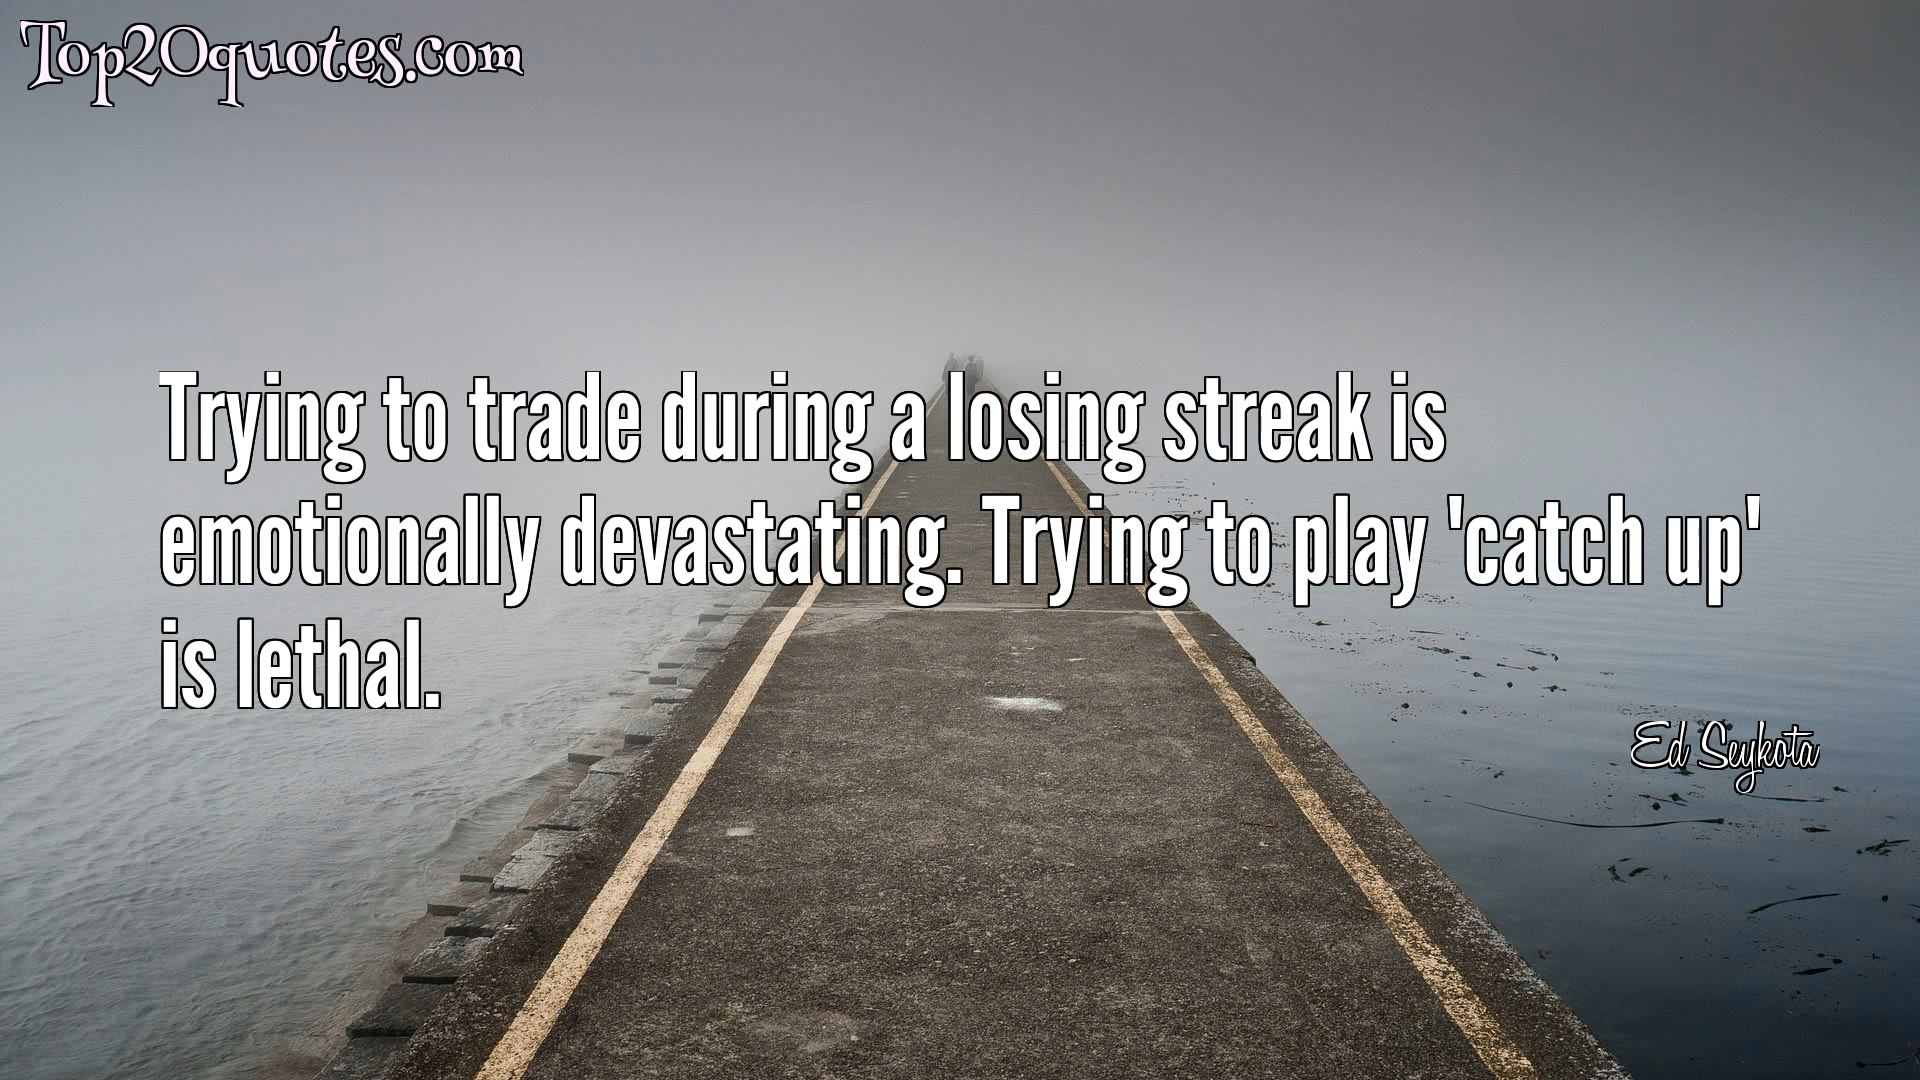 Top20quotes.com
Trying to trade during a losing streak is
emotionally devastating. Trying to play 'catch up'
is lethal.
Ed Seykota